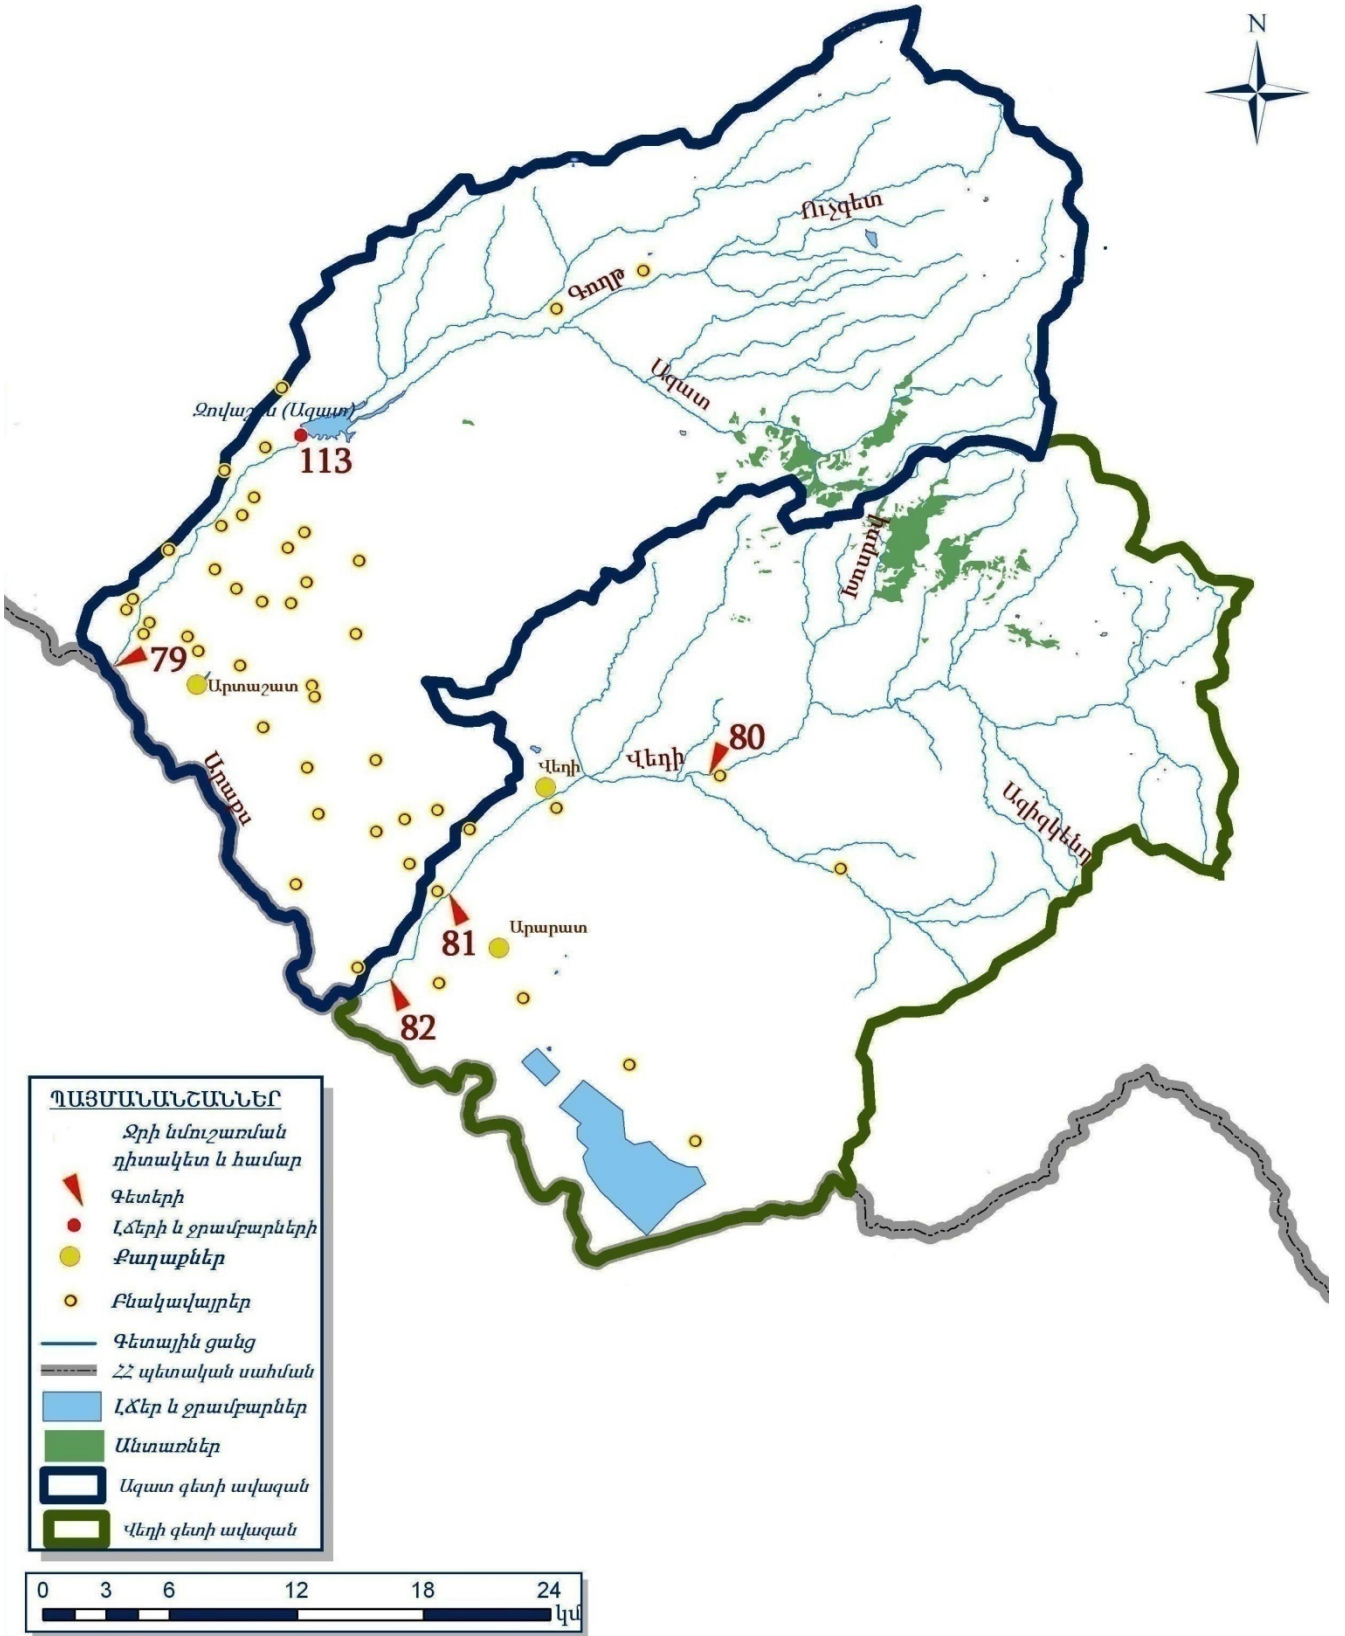 N
Ուչգետ
Գողթ
Ազատ
Ջովաշեն (Ազատ)
113
Խոսրով
79
Արտաշատ
80
Վեդի
Վեդի
Արաքս
Ազիզկենդ
81
Արարատ
82
ՊԱՅՄԱՆԱՆՇԱՆՆԵՐ
Ջրի նմուշառման
դիտակետ և համար
Գետերի
Լճերի և ջրամբարների
Քաղաքներ
Բնակավայրեր
Գետային ցանց
ՀՀ պետական սահման
Լճեր և ջրամբարներ
Անտառներ
Ազատ գետի ավազան
Վեդի գետի ավազան
0 3 6 12 18 24
կմ